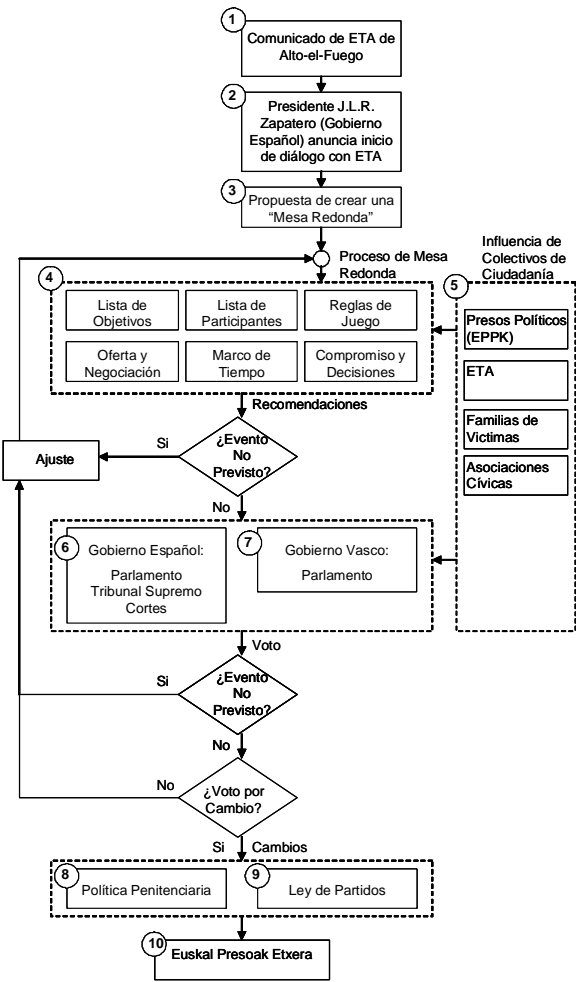 1
Comunicado de ETA de
Alto-el-Fuego
2
Presidente J.L.R.
Zapatero (Gobierno
Español) anuncia inicio
de diálogo con ETA
3
Propuesta de crear una
“Mesa Redonda”
Proceso de Mesa
Redonda
Influencia de
Colectivos de
Ciudadanía
4
Lista de
Objetivos
Lista de
Participantes
Reglas de
Juego
Oferta y
Negociación
Marco de
Tiempo
Compromiso y
Decisiones
5
Presos Políticos
(EPPK)
ETA
Familias de
Victimas
Asociaciones
Cívicas
Recomendaciones
¿Evento
No
Previsto?
Si
Ajuste
No
6
Gobierno Español:
Parlamento
Tribunal Supremo
Cortes
7
Gobierno Vasco:
Parlamento
Voto
¿Evento
No
Previsto?
Si
No
¿Voto por
Cambio?
No
Si
Cambios
8
Política Penitenciaria
9
Ley de Partidos
10
Euskal Presoak Etxera